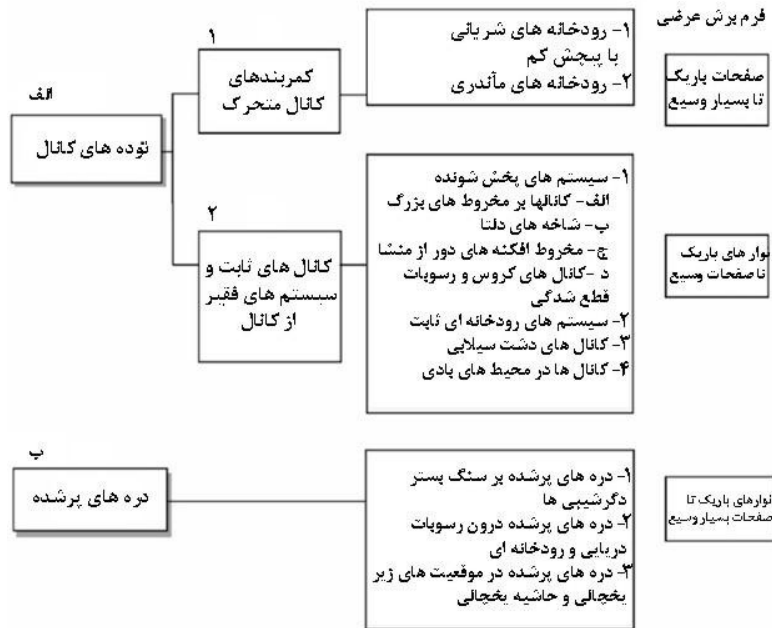 فرم برش عرضی
۱- رودخانه های شریانی
با پیچش کم
۲- رودخانه های مآندری
صفحات باریک
تا بسیار وسیع
۱
کمربندهای
کانال متحرک
الف
توده های کانال
۲
کانال های ثابت و
سیستم های فقیر
از کانال
۱- سیستم های پخش شونده
الف- کانالها بر مخروط های بزرگ
ب- شاخه های دلتا
ج- مخروط افکنه های دور از منشا
د -کانال های کروس و رسوبات
قطع شدگی
۲- سیستم های رودخانه ای ثابت
۳- کانال های دشت سیلابی
۴- کانال ها در محیط های بادی
نوار های باریک
تا صفحات وسیع
ب
دره های پرشده
۱- دره های پرشده بر سنگ بستر
دگرشیبی ها
۲- دره های پرشده درون رسوبات
دریایی و رودخانه ای
۳- دره های پرشده در موقعیت های زیر
یخچالی و حاشیه یخچالی
نوارهای باریک تا
صفحات بسیار وسیع